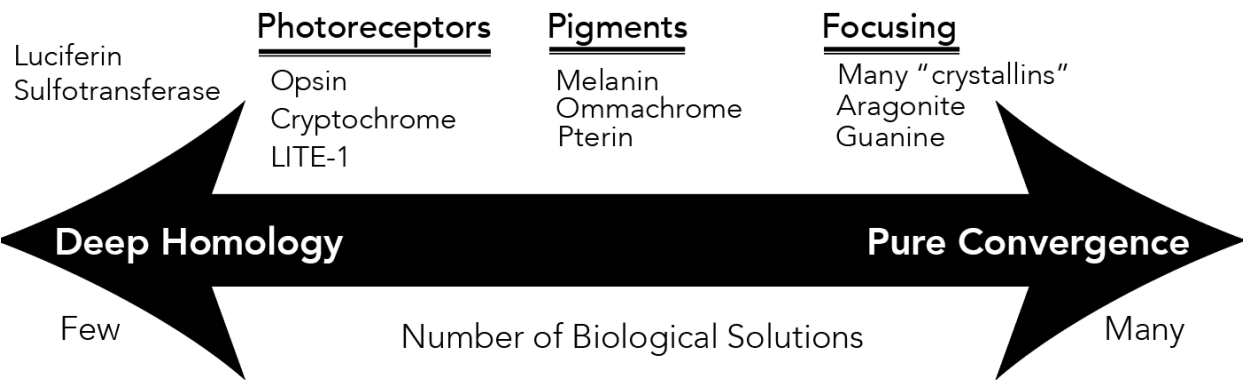 Luciferin
Sulfotransferase
Photoreceptors
Opsin
Cryptochrome
LITE-1
Pigments
Melanin
Ommachrome
Pterin
Focusing
Many “crystallins”
Aragonite
Guanine
Deep Homology
Pure Convergence
Few
Number of Biological Solutions
Many